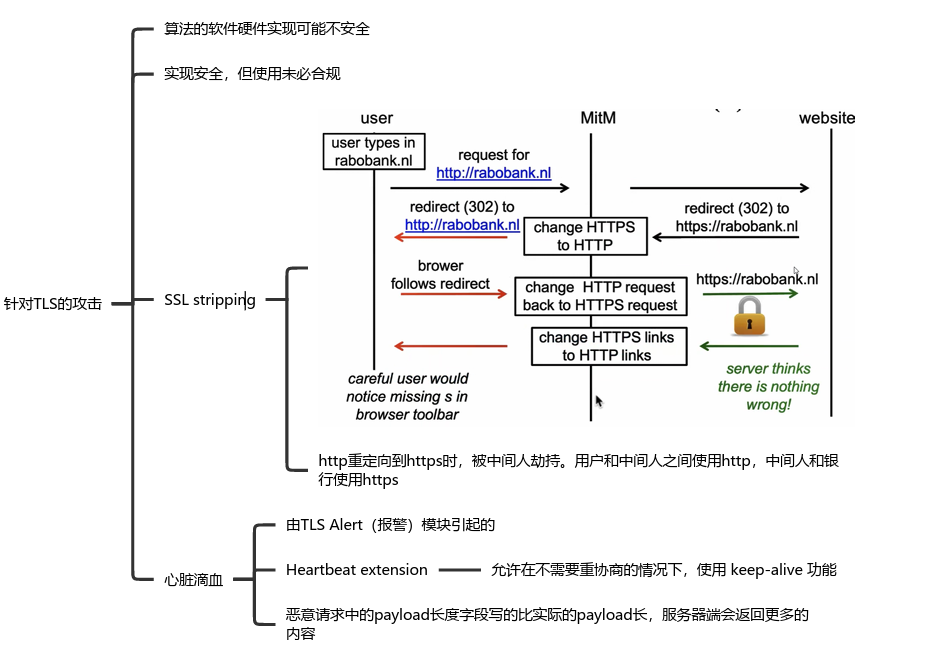 针对TLS的攻击
算法的软件硬件实现可能不安全
实现安全，但使用未必合规
SSL stripping
user
MitM
website
user types in
rabobank.nl
request for
http://rabobank.nl
redirect (302) to
http://rabobank.nl
change HTTPS
to HTTP
redirect (302) to
https://rabobank.nl
brower
follows redirect
change HTTP request
back to HTTPS request
https://rabobank.nl
change HTTPS links
to HTTP links
careful user would
notice missing s in
browser toolbar
server thinks
there is nothing
wrong!
http重定向到https时，被中间人劫持。用户和中间人之间使用http，中间人和银
行使用https
心脏滴血
由TLS Alert（报警）模块引起的
Heartbeat extension
允许在不需要重协商的情况下，使用 keep-alive 功能
恶意请求中的payload长度字段写的比实际的payload长，服务器端会返回更多的
内容